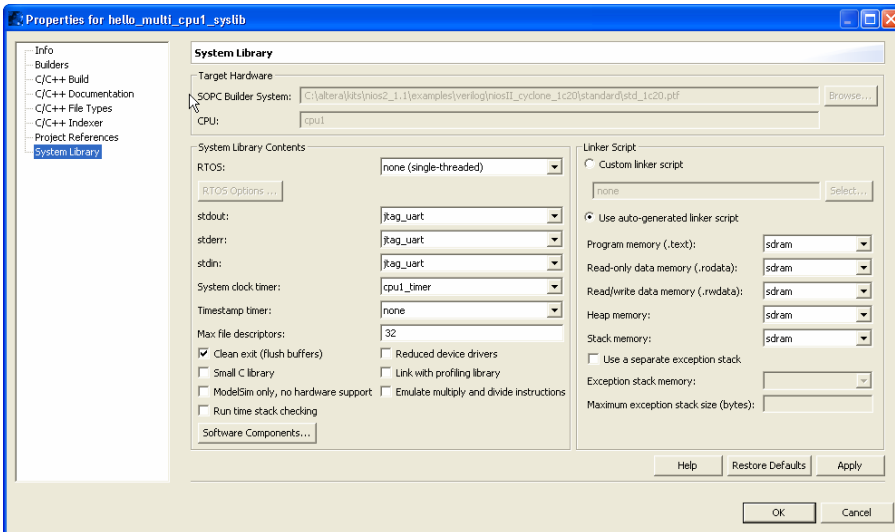 Properties for hello_multi_cpu1_syslib
Info
Builders
C/C++ Build
C/C++ Documentation
C/C++ File Types
C/C++ Indexer
Project References
System Library
System Library
Target Hardware
SOPC Builder System: C:\altera\kits\nios2_1.1\examples\verilog\niosII_cyclone_1c20\standard\std_1c20.ptf Browse...
CPU: cpu1
System Library Contents
RTOS: none (single-threaded)
RTOS Options ...
stdout: jtag_uart
stderr: jtag_uart
stdin: jtag_uart
System clock timer: cpu1_timer
Timestamp timer: none
Max file descriptors: 32
Clean exit (flush buffers) Reduced device drivers
Small C library Link with profiling library
ModelSim only, no hardware support Emulate multiply and divide instructions
Run time stack checking
Software Components...
Linker Script
Custom linker script
none Select...
Use auto-generated linker script
Program memory (.text): sdram
Read-only data memory (.rodata): sdram
Read/write data memory (.rwdata): sdram
Heap memory: sdram
Stack memory: sdram
Use a separate exception stack
Exception stack memory:
Maximum exception stack size (bytes):
Help Restore Defaults Apply
OK Cancel